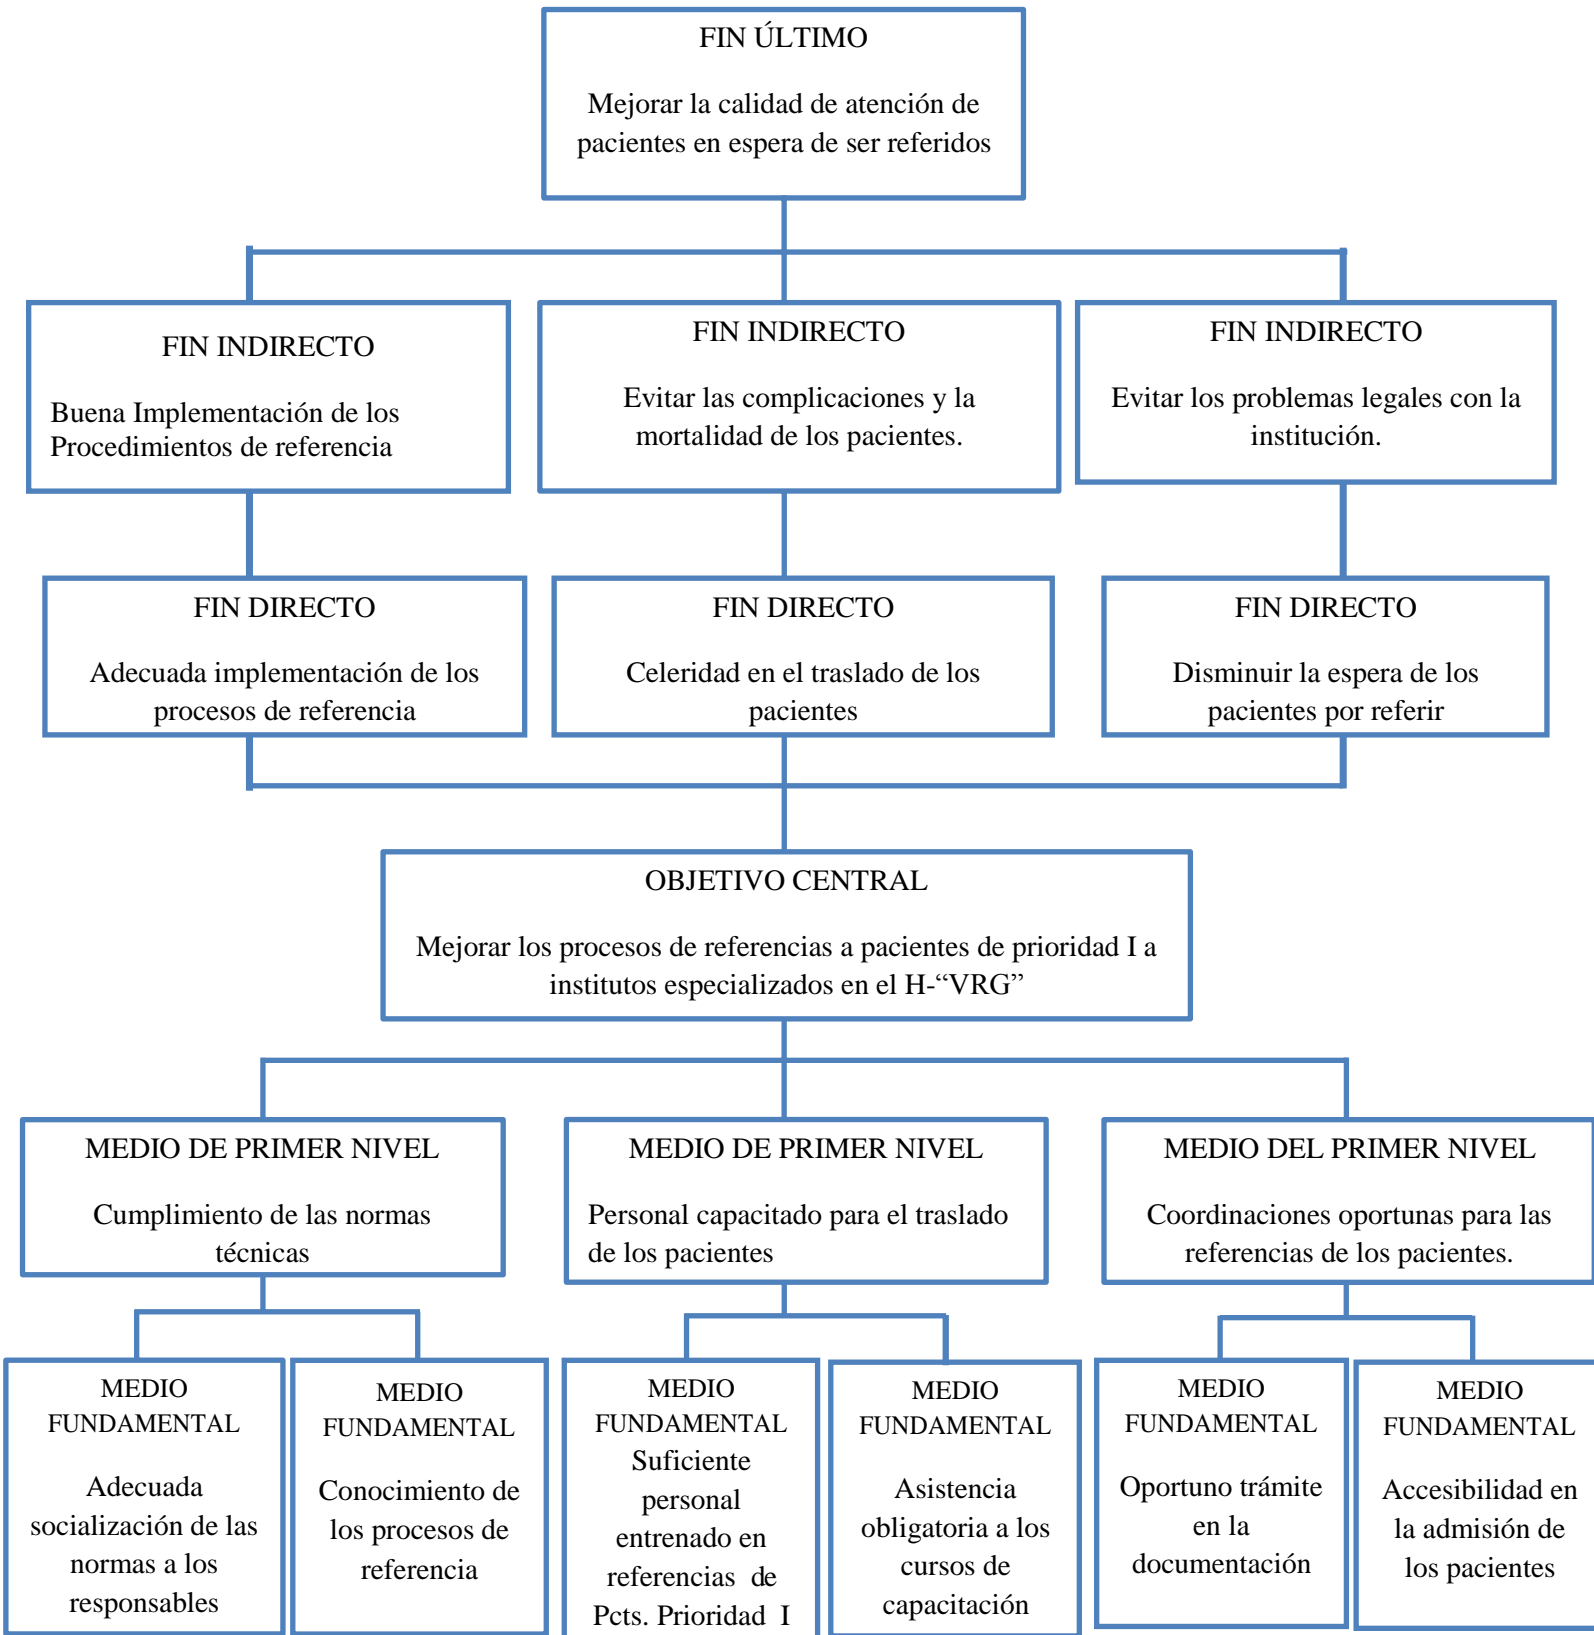 FIN ÚLTIMO
Mejorar la calidad de atención de
pacientes en espera de ser referidos
FIN INDIRECTO
Buena Implementación de los
Procedimientos de referencia
FIN INDIRECTO
Evitar las complicaciones y la
mortalidad de los pacientes.
FIN INDIRECTO
Evitar los problemas legales con la
institución.
FIN DIRECTO
Adecuada implementación de los
procesos de referencia
FIN DIRECTO
Celeridad en el traslado de los
pacientes
FIN DIRECTO
Disminuir la espera de los
pacientes por referir
OBJETIVO CENTRAL
Mejorar los procesos de referencias a pacientes de prioridad I a
institutos especializados en el H-“VRG”
MEDIO DE PRIMER NIVEL
Cumplimiento de las normas
técnicas
MEDIO DE PRIMER NIVEL
Personal capacitado para el traslado
de los pacientes
MEDIO DEL PRIMER NIVEL
Coordinaciones oportunas para las
referencias de los pacientes.
MEDIO
FUNDAMENTAL
Adecuada
socialización de las
normas a los
responsables
MEDIO
FUNDAMENTAL
Conocimiento de
los procesos de
referencia
MEDIO
FUNDAMENTAL
Suficiente
personal
entrenado en
referencias de
Pcts. Prioridad I
MEDIO
FUNDAMENTAL
Asistencia
obligatoria a los
cursos de
capacitación
MEDIO
FUNDAMENTAL
Oportuno trámite
en la
documentación
MEDIO
FUNDAMENTAL
Accesibilidad en
la admisión de
los pacientes